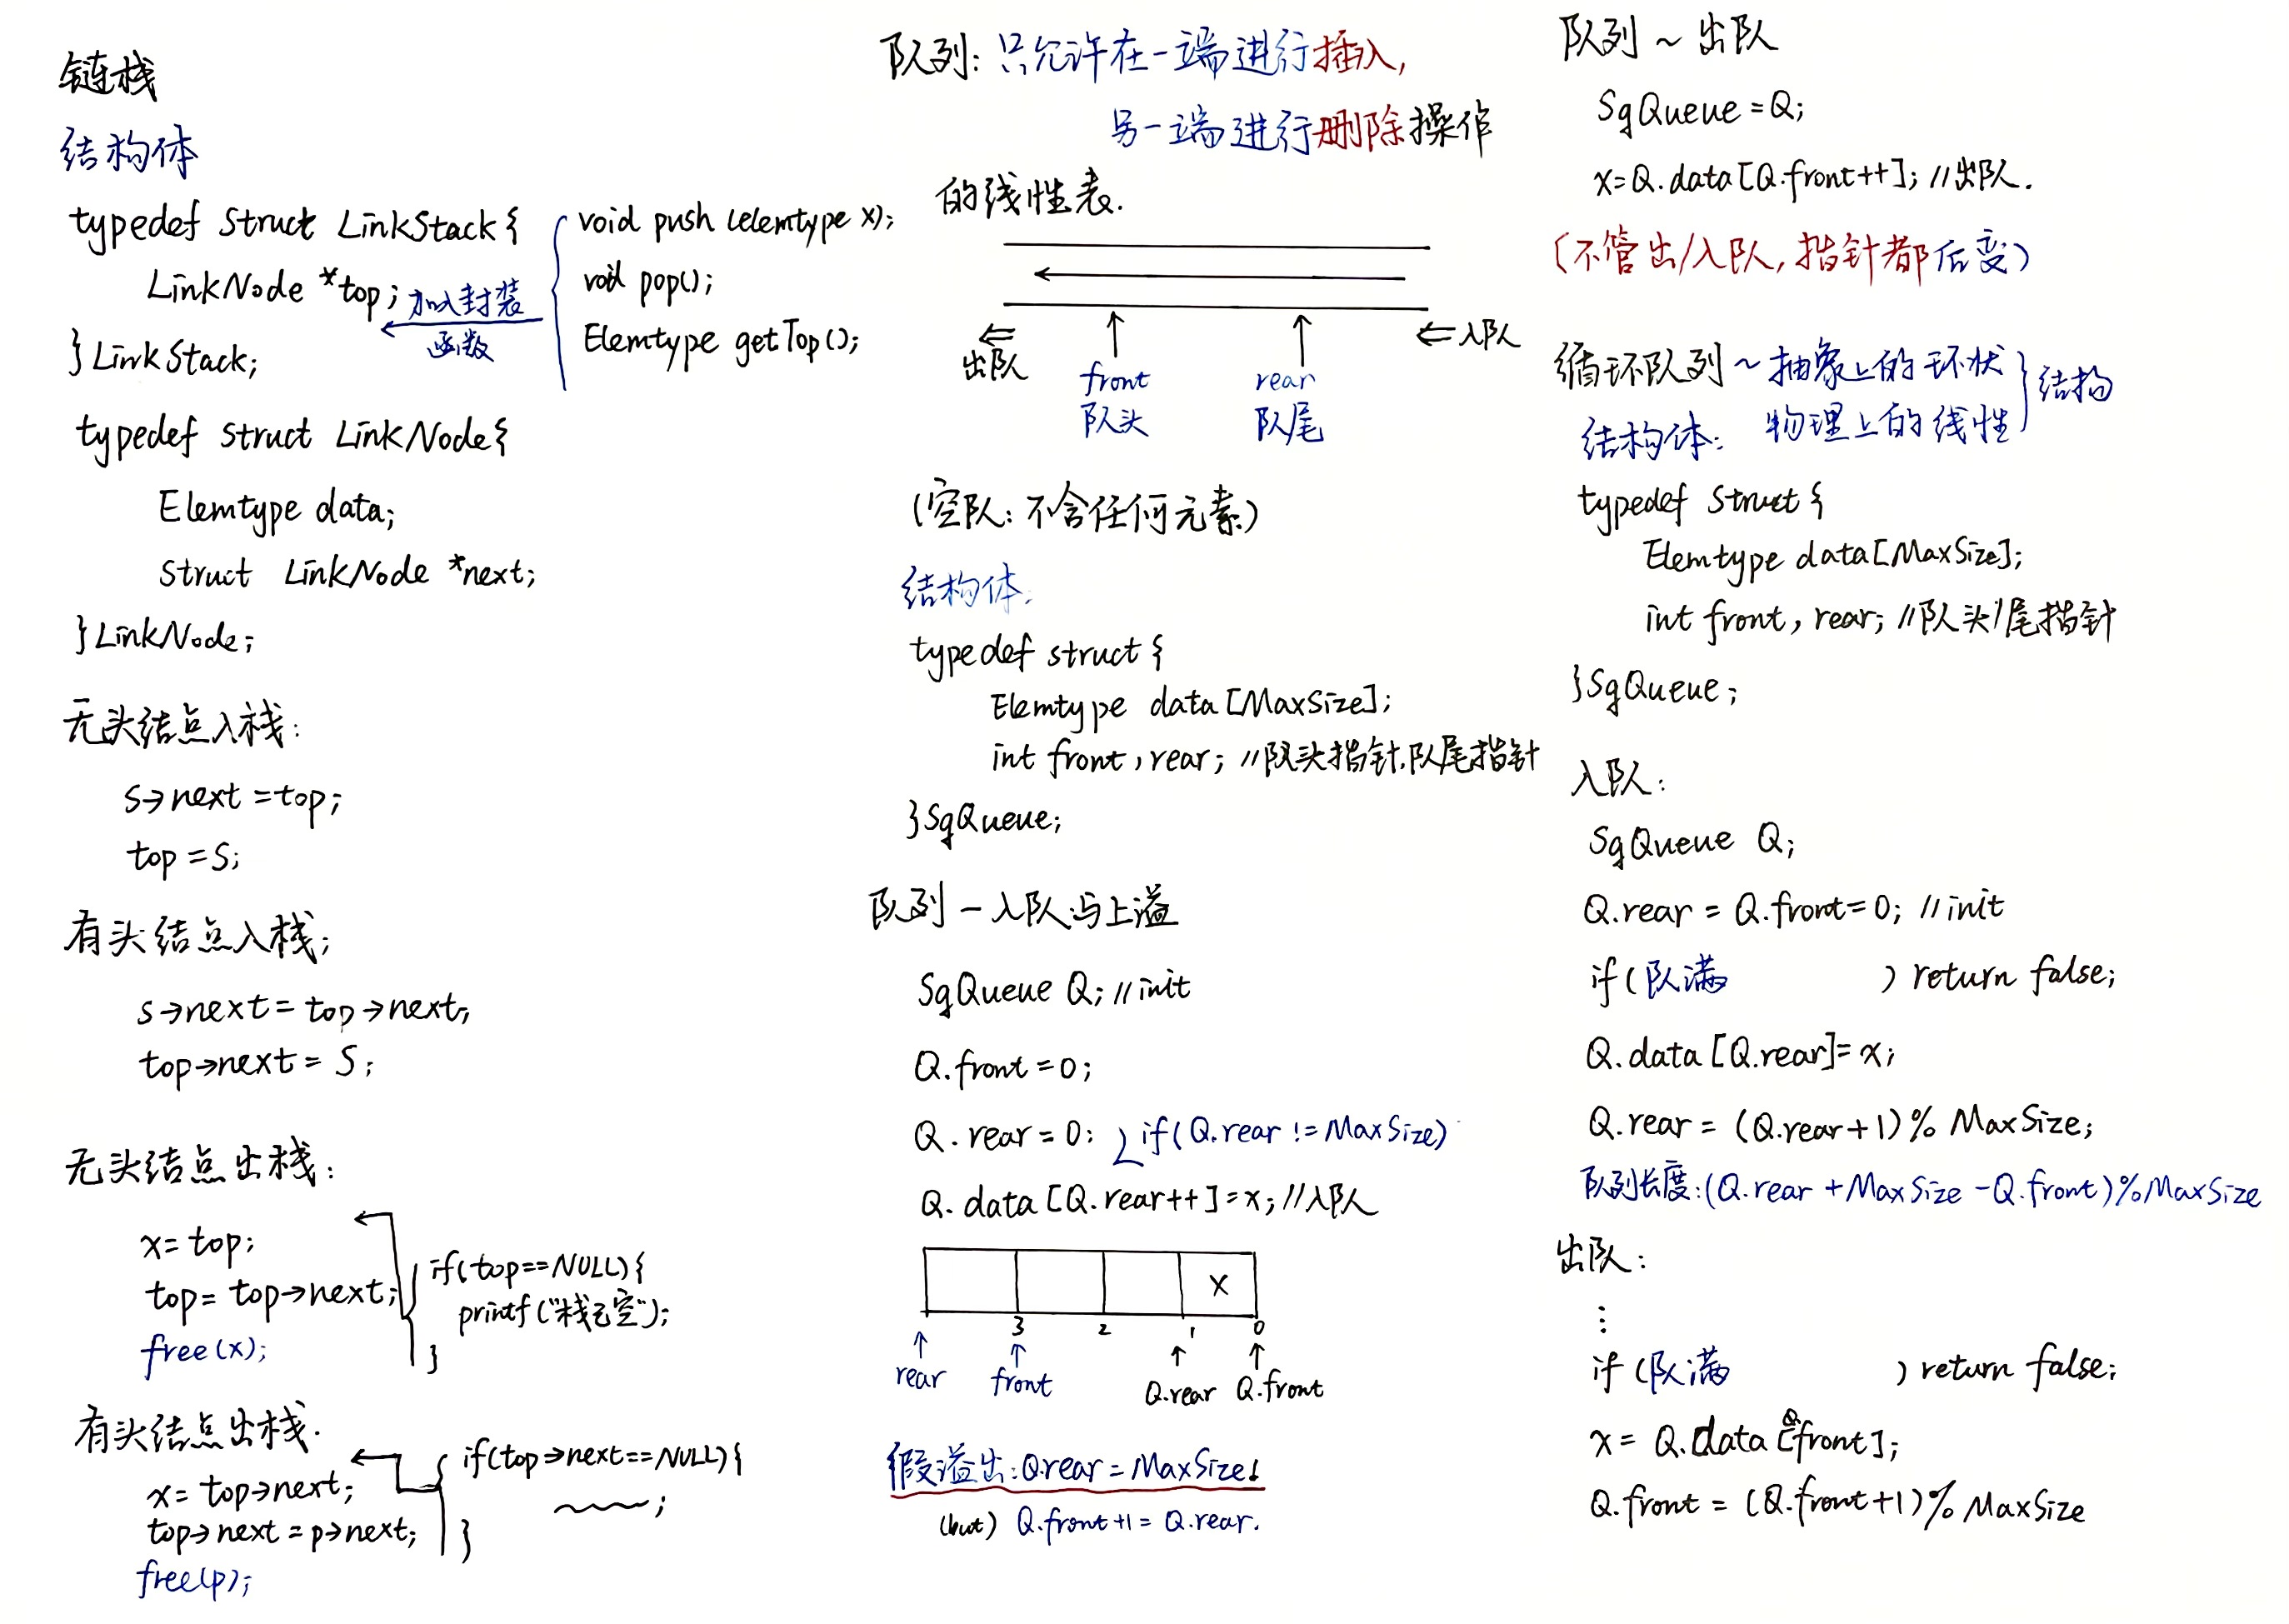 链栈
结构体
typedef struct LinkStack{
LinkNode *top;
}LinkStack;
加入封装
函数
void push (elemtype x);
void pop();
Elemtype getTop();
typedef struct LinkNode{
Elemtype data;
struct LinkNode *next;
}LinkNode;
无头结点入栈:
s→next=top;
top=S;
有头结点入栈;
s→next=top→next;
top→next=S;
无头结点出栈:
x=top;
top=top→next;
free(x);
if(top==NULL){
printf("栈已空");
}
有头结点出栈.
x=top→next;
top→next=p→next;
free(p);
if(top→next==NULL){
;
}
队列:只允许在一端进行插入,
另一端进行删除操作
的线性表.
出队
入队
front
队头
rear
队尾
(空队:不含任何元素)
结构体:
typedef struct{
Elemtype data[MaxSize];
int front,rear; //队头指针,队尾指针
}SgQueue;
队列-入队与上溢
SgQueue Q; //init
Q.front=0;
Q.rear=0; if(Q.rear!=MaxSize)
Q.data[Q.rear++]=x; //入队
x
3 2 1 0
rear front Q.rear Q.front
假溢出:Q.rear=MaxSize!
(but) Q.front+1=Q.rear.
队列~出队
SgQueue=Q;
x=Q.data[Q.front++]; //出队.
(不管出/入队,指针都后变)
循环队列~抽象上的环状
物理上的线性
结构
结构体:
typedef struct{
Elemtype data[MaxSize];
int front, rear; //队头/尾指针
}SgQueue;
入队:
SgQueue Q;
Q.rear=Q.front=0; //init
if(队满 ) return false;
Q.data[Q.rear]=x;
Q.rear=(Q.rear+1)%MaxSize;
队列长度:(Q.rear+MaxSize-Q.front)%MaxSize
出队:
⋮
if(队满 ) return false;
x=Q.data[Q.front];
Q.front=(Q.front+1)%MaxSize